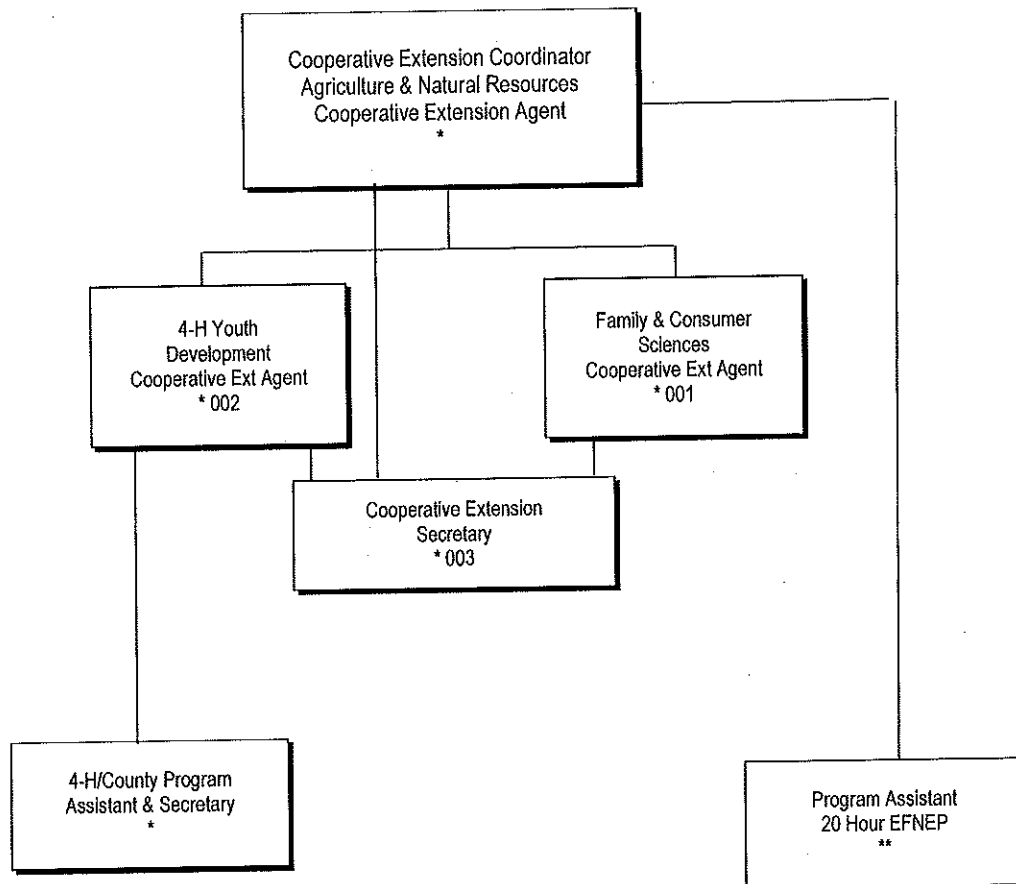 Cooperative Extension Coordinator
Agriculture & Natural Resources
Cooperative Extension Agent
*
4-H Youth
Development
Cooperative Ext Agent
* 002
Family & Consumer
Sciences
Cooperative Ext Agent
* 001
Cooperative Extension
Secretary
* 003
4-H/County Program
Assistant & Secretary
*
Program Assistant
20 Hour EFNEP
**